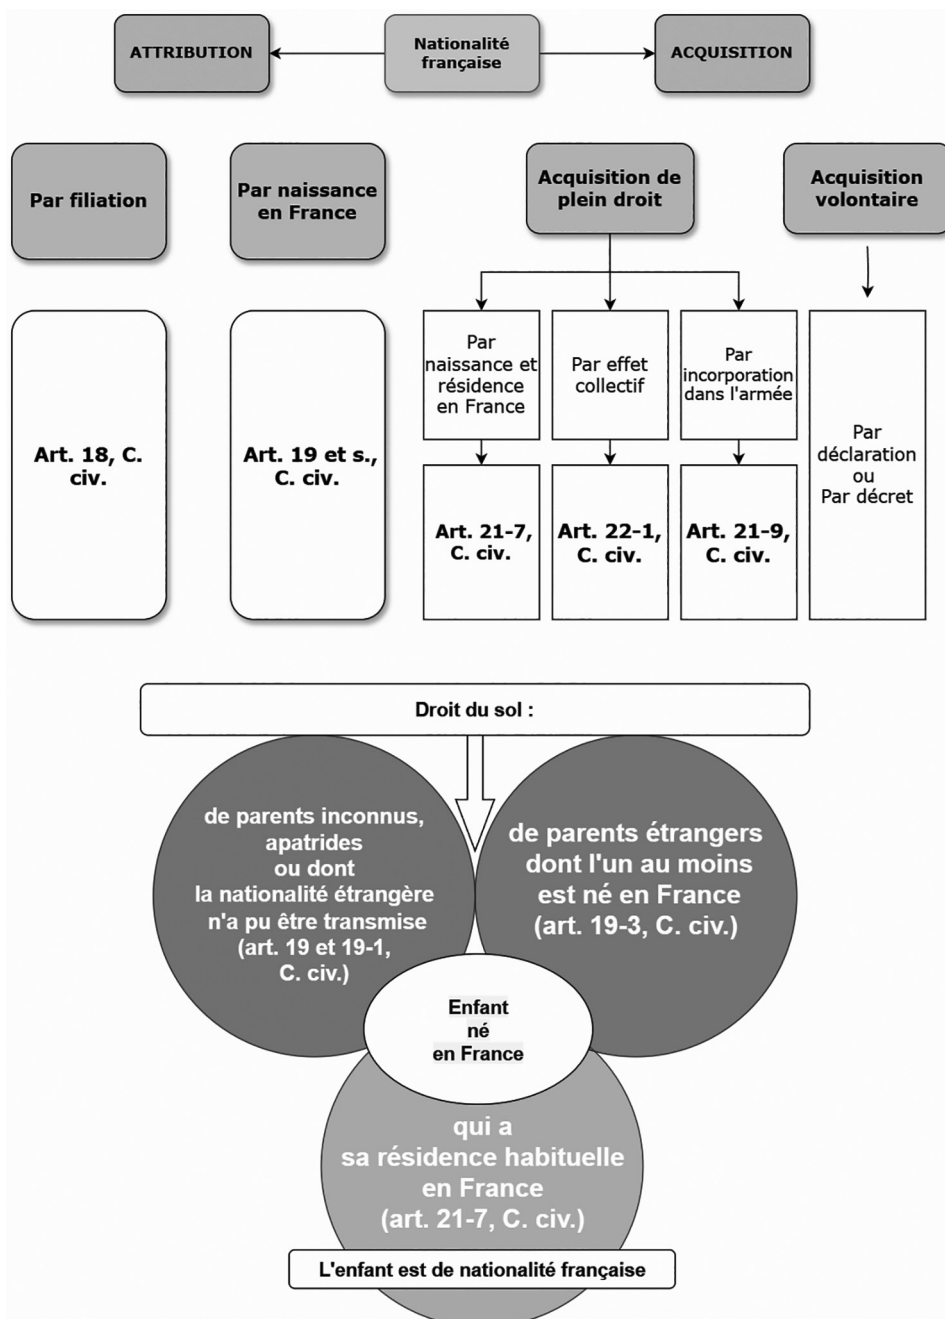 ATTRIBUTION
Nationalité
française
ACQUISITION
Par filiation
Par naissance
en France
Acquisition de
plein droit
Acquisition
volontaire
Art. 18, C.
civ.
Art. 19 et s.,
C. civ.
Par
naissance et
résidence
en France
Par effet
collectif
Par
incorporation
dans l'armée
Par
déclaration
ou
Par décret
Art. 21-7,
C. civ.
Art. 22-1,
C. civ.
Art. 21-9,
C. civ.
Droit du sol :
de parents inconnus,
apatrides
ou dont
la nationalité étrangère
n'a pu être transmise
(art. 19 et 19-1,
C. civ.)
de parents étrangers
dont l'un au moins
est né en France
(art. 19-3, C. civ.)
Enfant
né
en France
qui a
sa résidence habituelle
en France
(art. 21-7, C. civ.)
L'enfant est de nationalité française